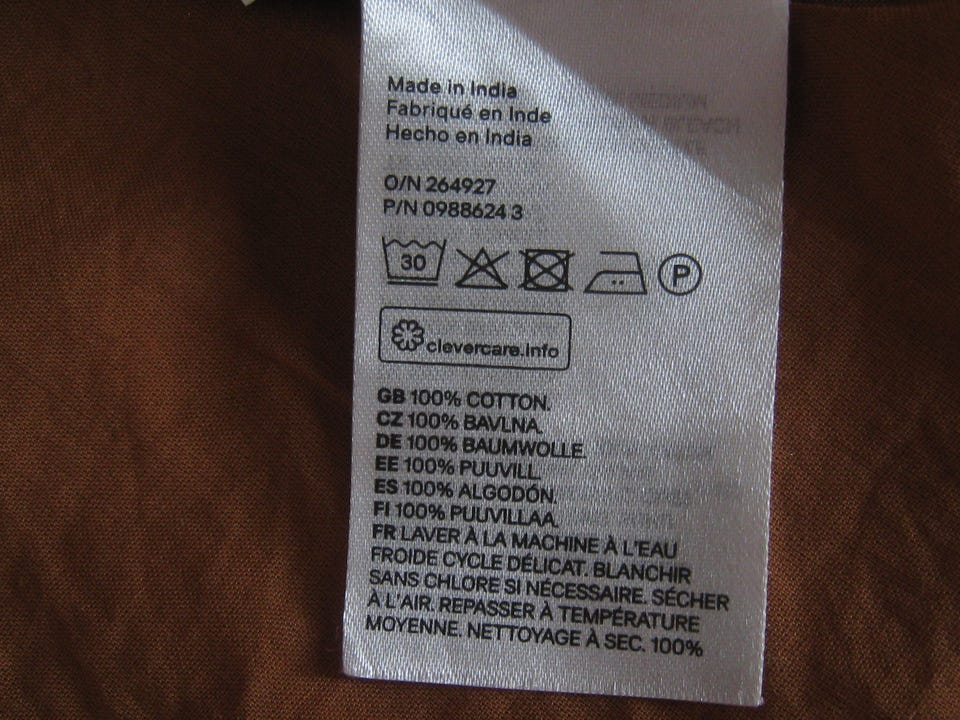 Made in India
Fabriqué en Inde
Hecho en India
O/N 264927
P/N 0988624 3
30
P
clevercare.info
GB 100% COTTON.
CZ 100% BAVLNA.
DE 100% BAUMWOLLE.
EE 100% PUUVILL.
ES 100% ALGODÓN.
FI 100% PUUVILLAA.
FR LAVER À LA MACHINE À L'EAU
FROIDE CYCLE DÉLICAT. BLANCHIR
SANS CHLORE SI NÉCESSAIRE. SÉCHER
À L'AIR. REPASSER À TEMPÉRATURE
MOYENNE. NETTOYAGE À SEC. 100%